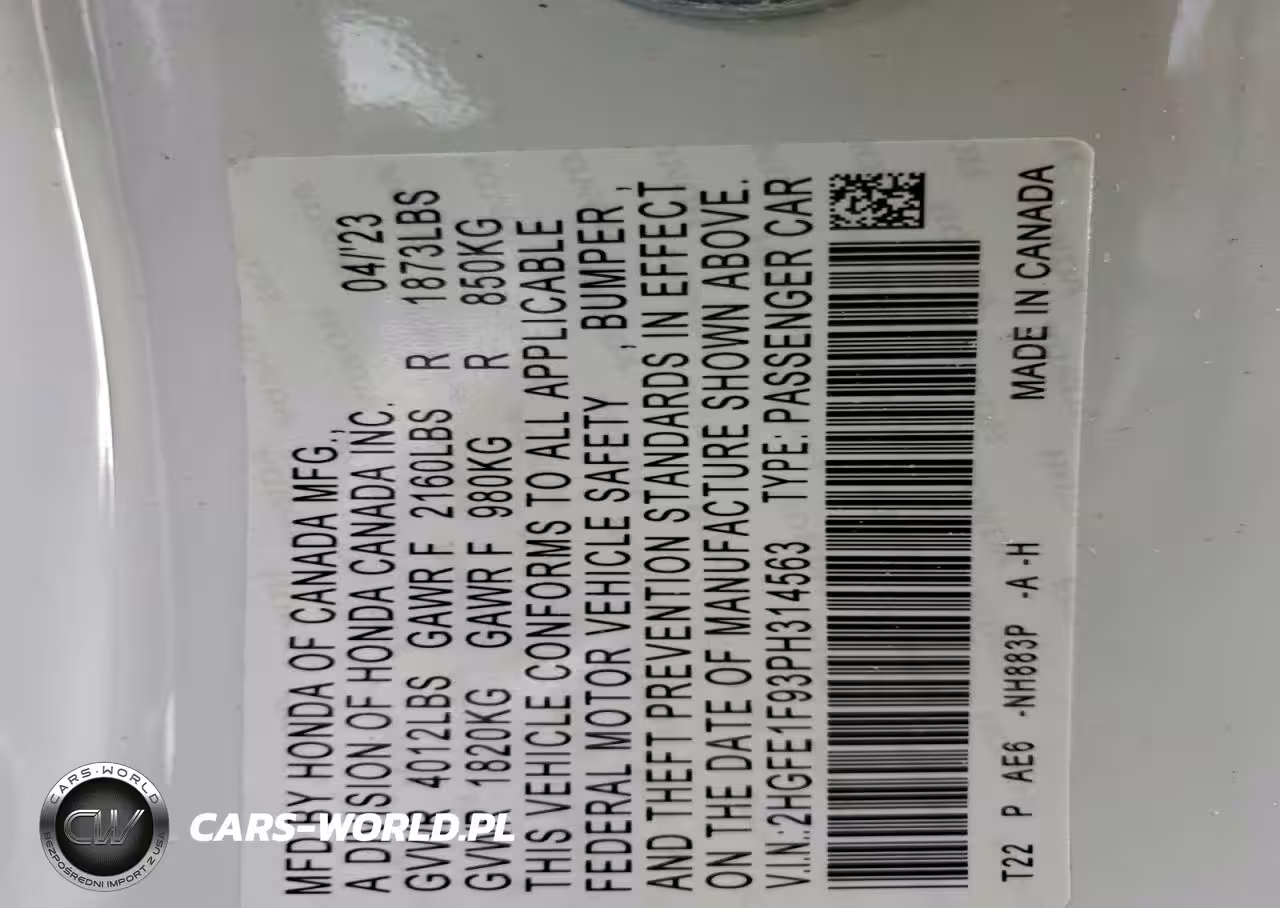 MFD BY HONDA OF CANADA MFG.,
A DIVISION OF HONDA CANADA INC. 04/'23
GVWR 4012LBS GAWR F 2160LBS R 1873LBS
GVWR 1820KG GAWR F 980KG R 850KG
THIS VEHICLE CONFORMS TO ALL APPLICABLE
FEDERAL MOTOR VEHICLE SAFETY , BUMPER ,
AND THEFT PREVENTION STANDARDS IN EFFECT
ON THE DATE OF MANUFACTURE SHOWN ABOVE.
V.I.N.:2HGFE1F93PH314563 TYPE: PASSENGER CAR
T22 P AE6 -NH883P -A -H MADE IN CANADA
CARS-WORLD
CW
BEZPOŚREDNI IMPORT Z USA
CARS-WORLD.PL